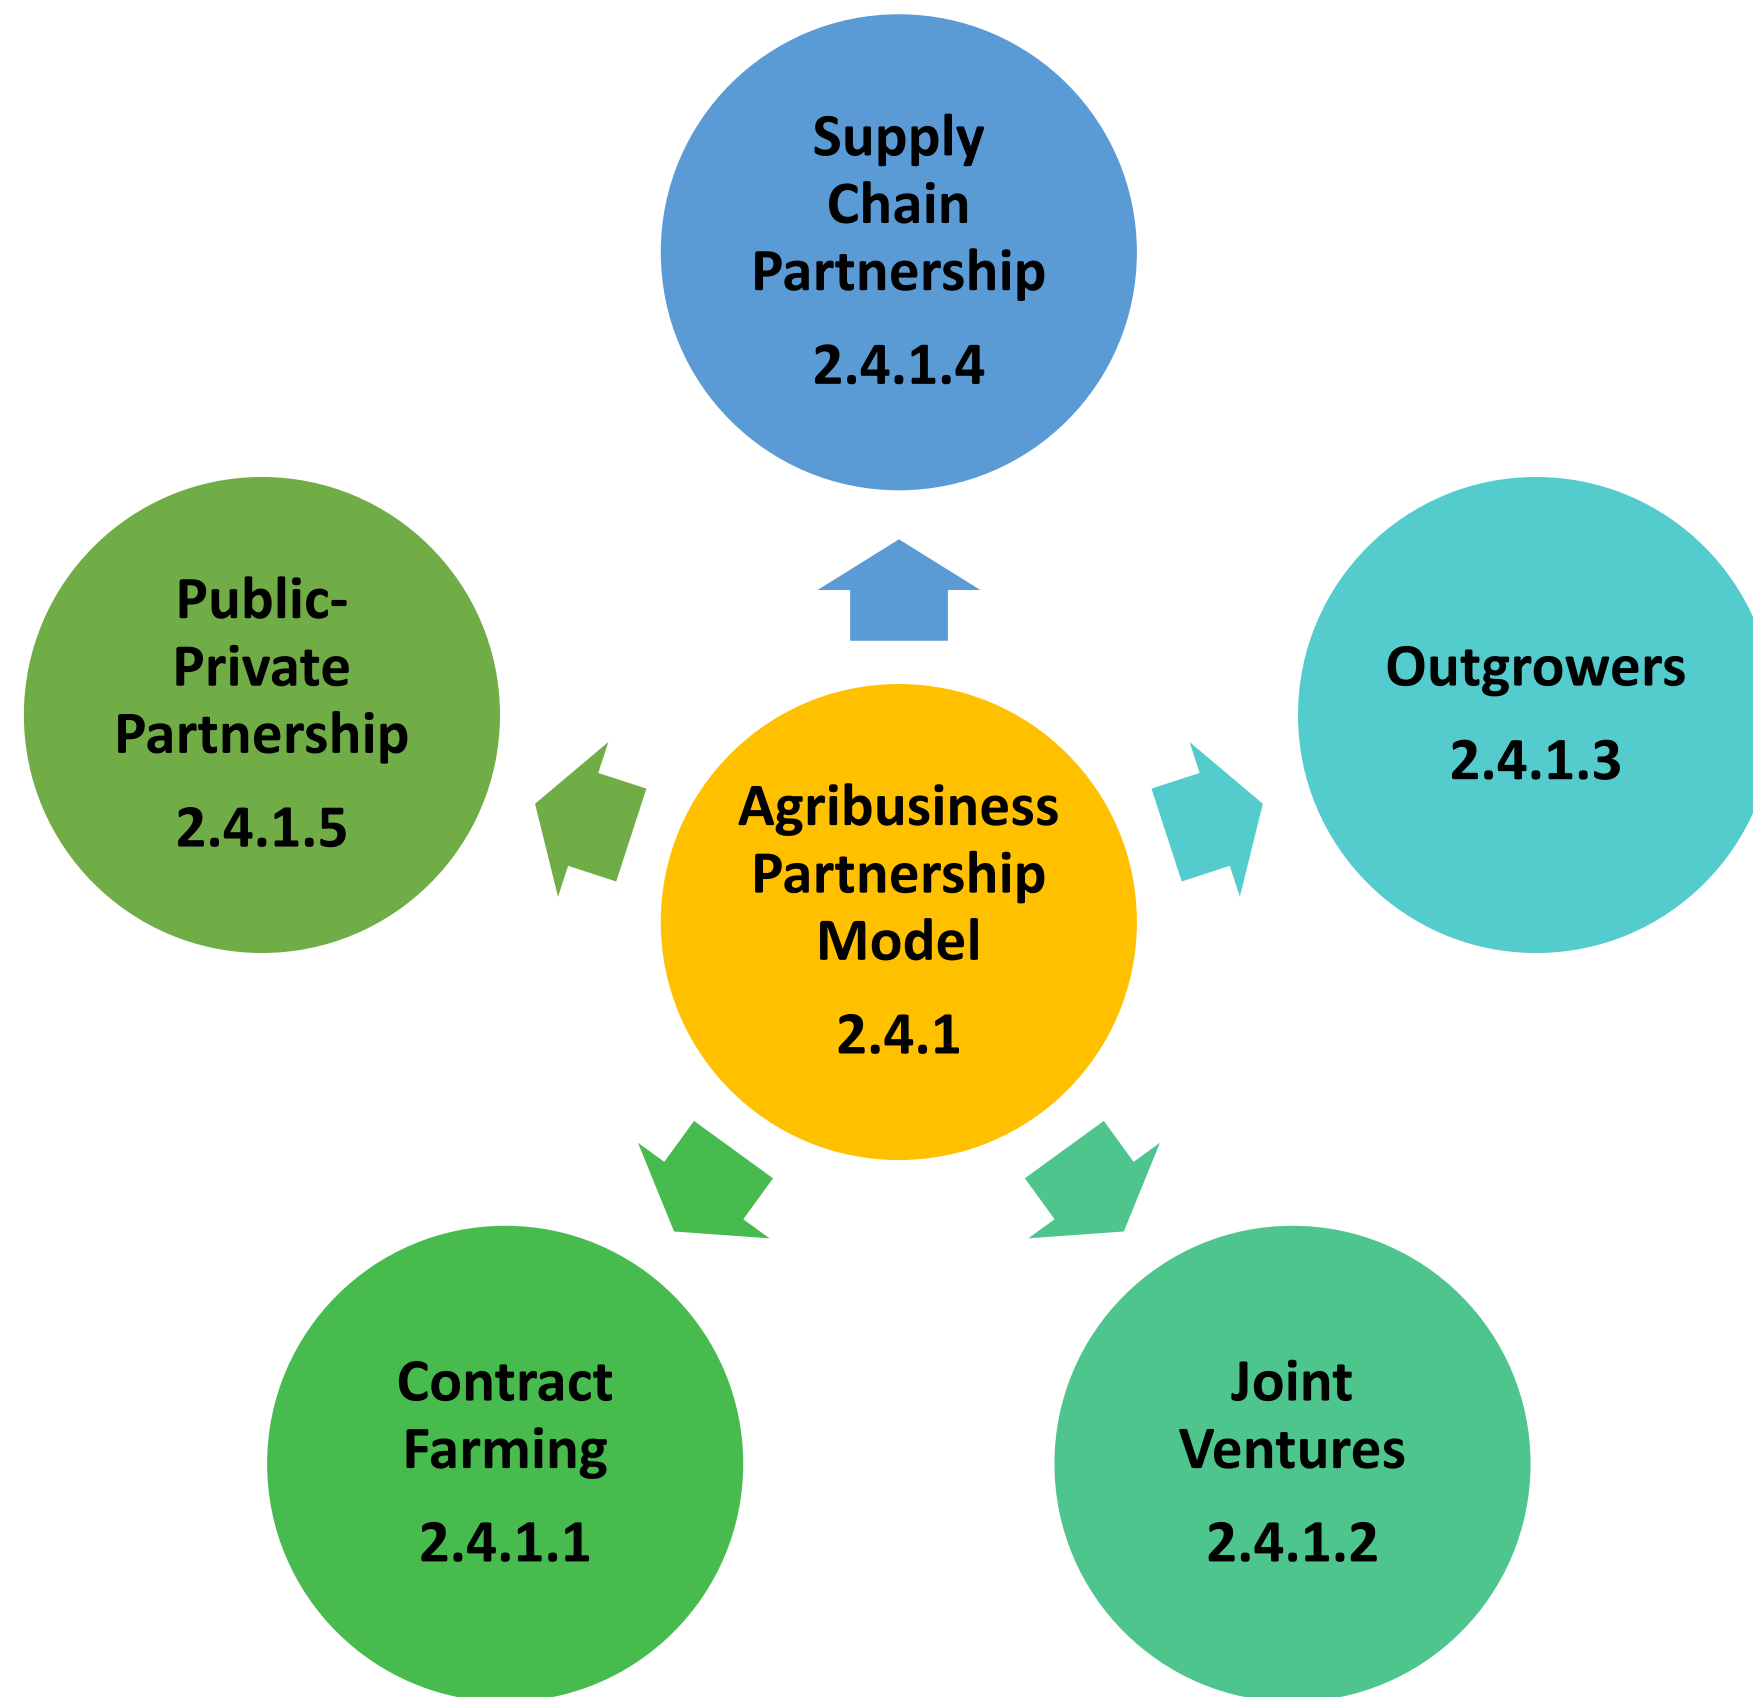 Supply
Chain
Partnership
2.4.1.4
Public-
Private
Partnership
2.4.1.5
Outgrowers
2.4.1.3
Agribusiness
Partnership
Model
2.4.1
Contract
Farming
2.4.1.1
Joint
Ventures
2.4.1.2